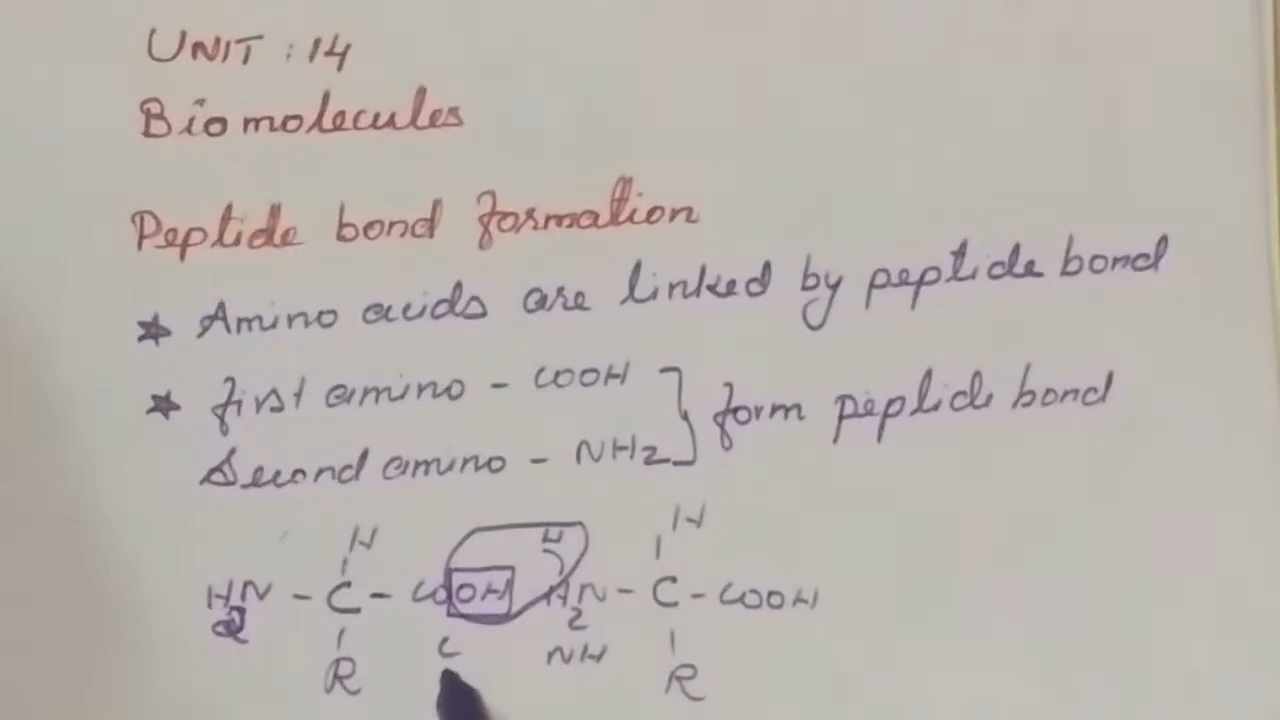 UNIT : 14
Biomolecules
Peptide bond formation
* Amino acids are linked by peptide bond
* first amino - COOH
Second amino - NH2 } form peptide bond
H H H
H2N - C - COOH H2N - C - COOH
C NH
R R